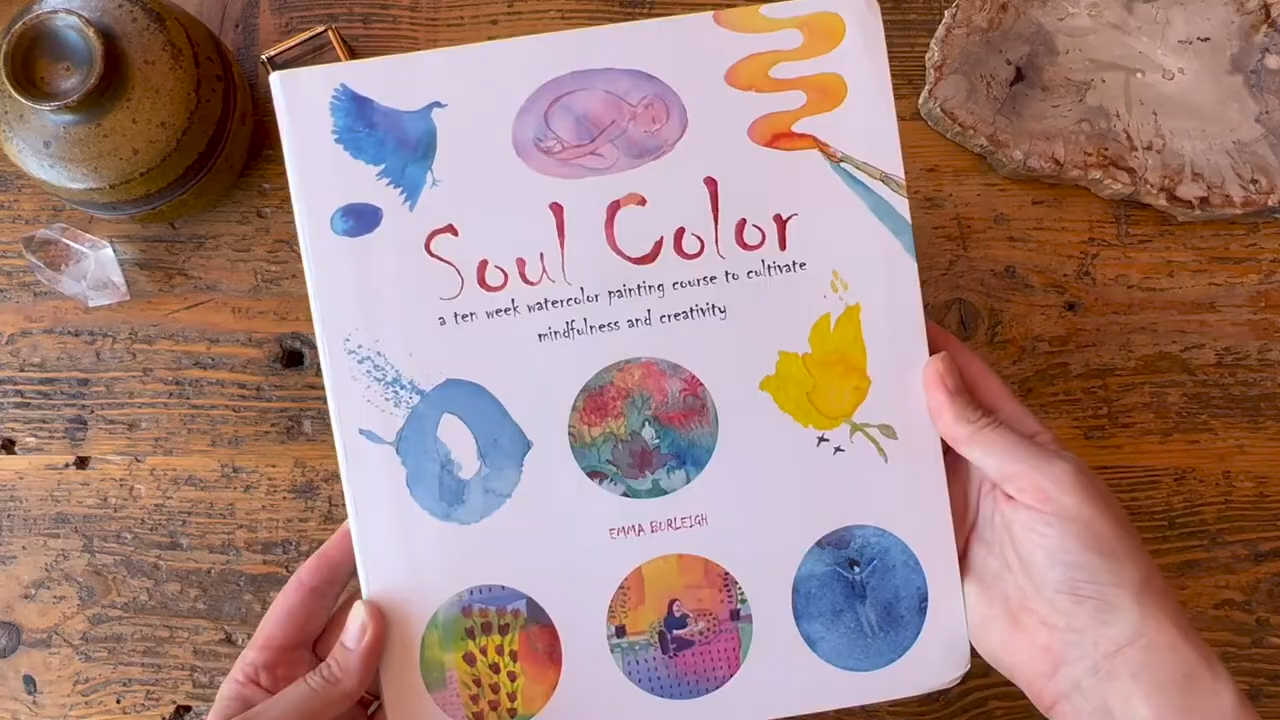 Soul Color
a ten week watercolor painting course to cultivate
mindfulness and creativity
EMMA BURLEIGH